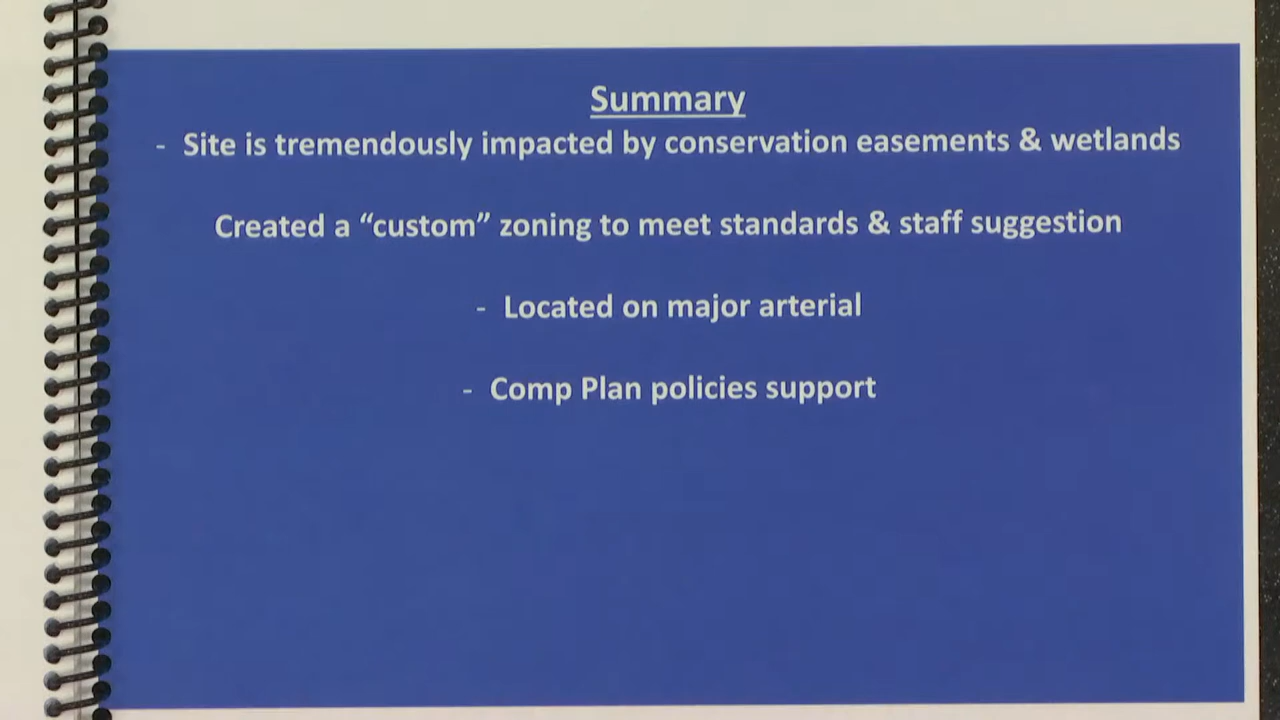 Summary
- Site is tremendously impacted by conservation easements & wetlands
Created a “custom” zoning to meet standards & staff suggestion
- Located on major arterial
- Comp Plan policies support